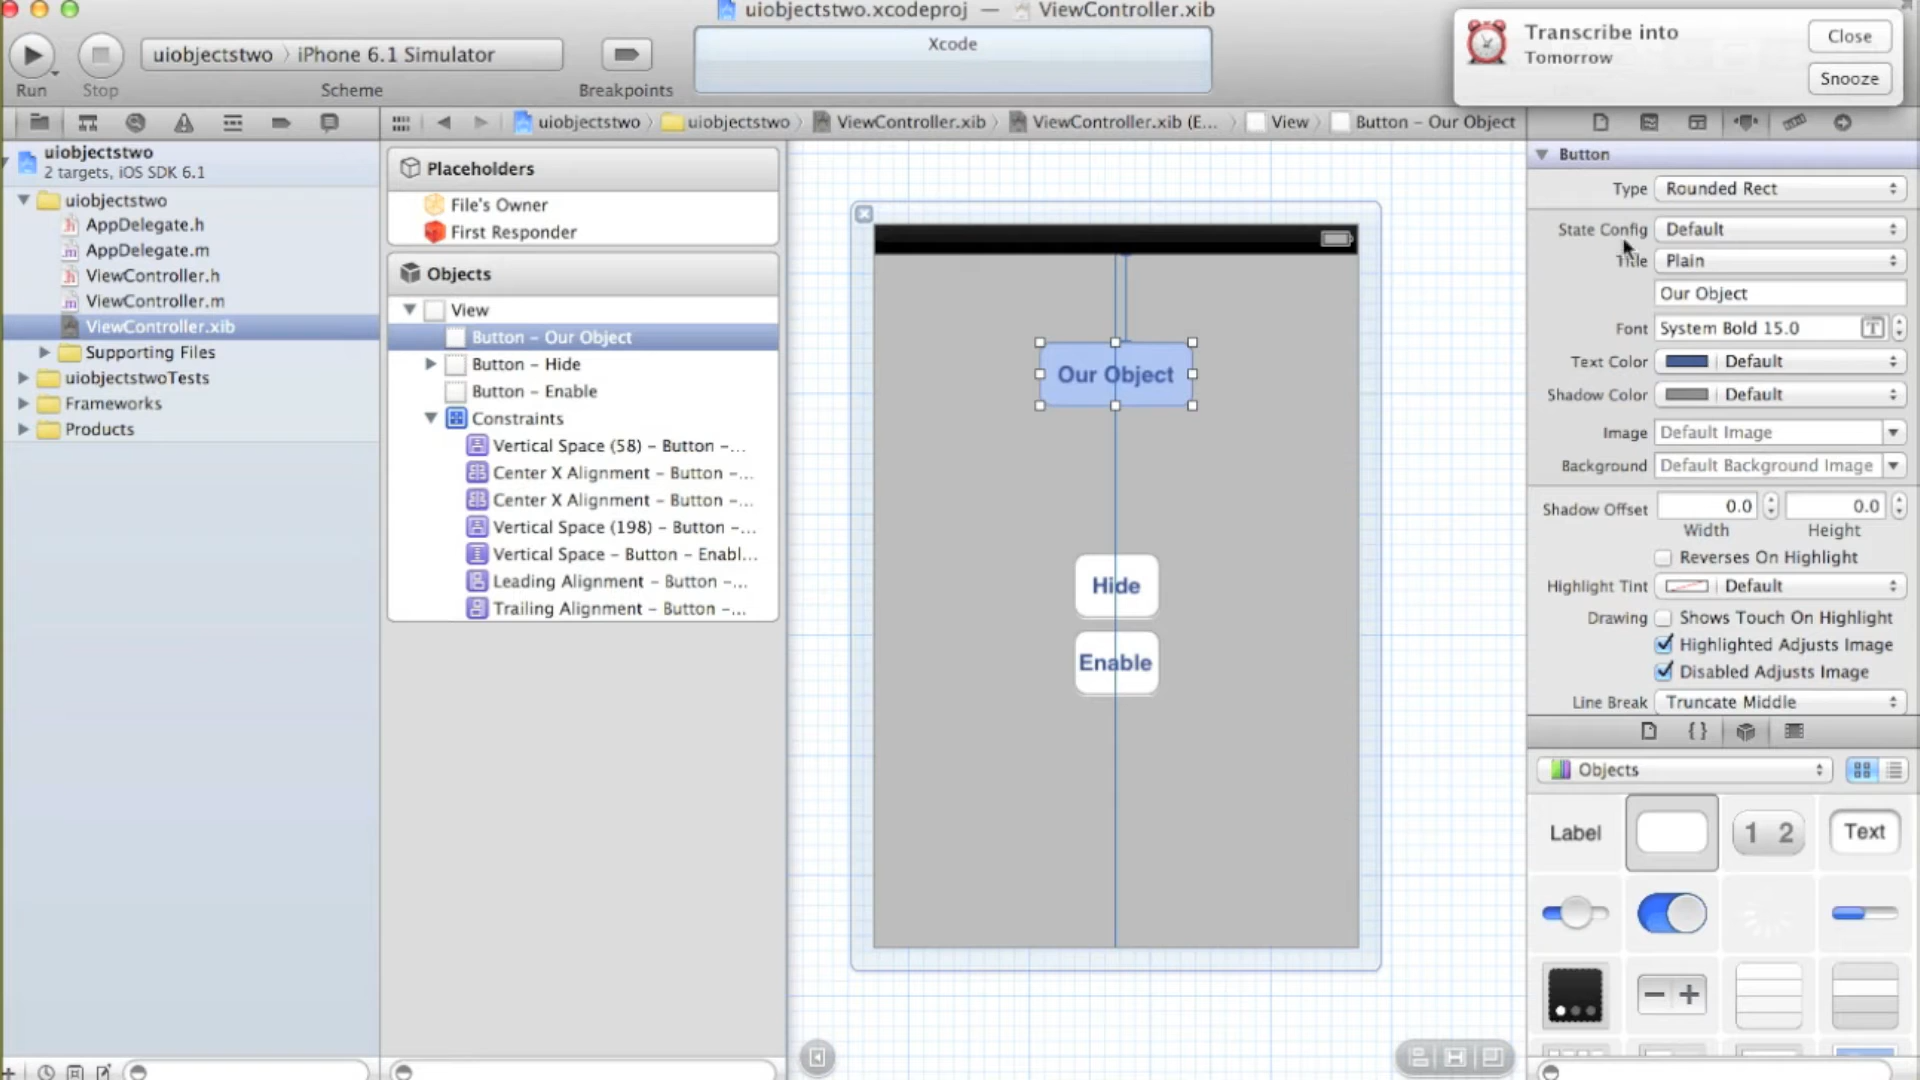 uiobjectstwo.xcodeproj — ViewController.xib
Transcribe into
Tomorrow
Close
Snooze
uiobjectstwo › iPhone 6.1 Simulator
Xcode
Run
Stop
Scheme
Breakpoints
uiobjectstwo
uiobjectstwo
ViewController.xib
ViewController.xib (E...
View
Button – Our Object
uiobjectstwo
2 targets, iOS SDK 6.1
uiobjectstwo
AppDelegate.h
AppDelegate.m
ViewController.h
ViewController.m
ViewController.xib
Supporting Files
uiobjectstwoTests
Frameworks
Products
Placeholders
File's Owner
First Responder
Objects
View
Button – Our Object
Button – Hide
Button – Enable
Constraints
Vertical Space (58) – Button –...
Center X Alignment – Button –...
Center X Alignment – Button –...
Vertical Space (198) – Button –...
Vertical Space – Button – Enabl...
Leading Alignment – Button –...
Trailing Alignment – Button –...
Our Object
Hide
Enable
Button
Type Rounded Rect
State Config Default
Title Plain
Our Object
Font System Bold 15.0
Text Color Default
Shadow Color Default
Image Default Image
Background Default Background Image
Shadow Offset 0.0 0.0
Width Height
Reverses On Highlight
Highlight Tint Default
Drawing Shows Touch On Highlight
Highlighted Adjusts Image
Disabled Adjusts Image
Line Break Truncate Middle
{ }
Objects
Label
1 2
Text